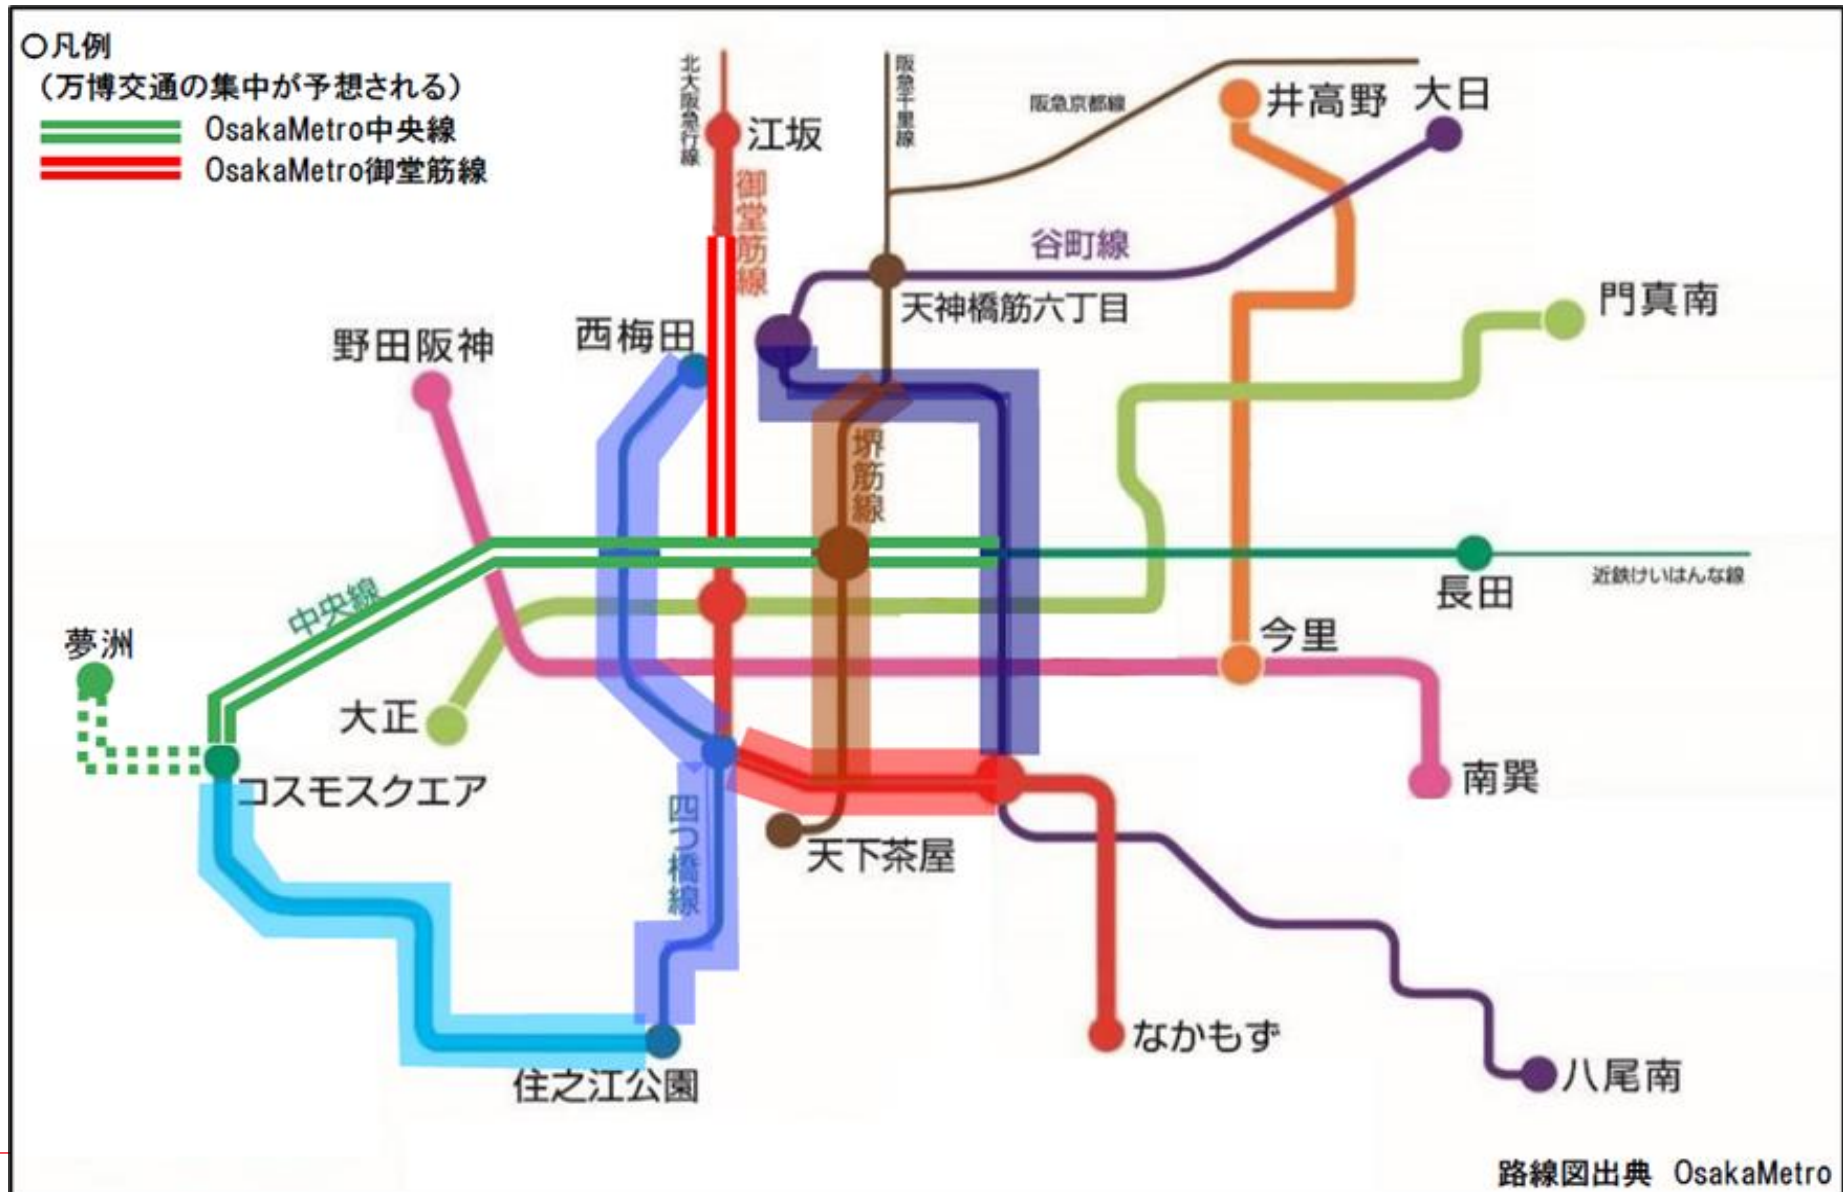 〇凡例
（万博交通の集中が予想される）
OsakaMetro中央線
OsakaMetro御堂筋線
北大阪急行線
江坂
御堂筋線
阪急千里線
阪急京都線
井高野
大日
谷町線
天神橋筋六丁目
門真南
西梅田
野田阪神
堺筋線
中央線
長田
近鉄けいはんな線
夢洲
今里
大正
コスモスクエア
南巽
四つ橋線
天下茶屋
なかもず
住之江公園
八尾南
路線図出典　OsakaMetro